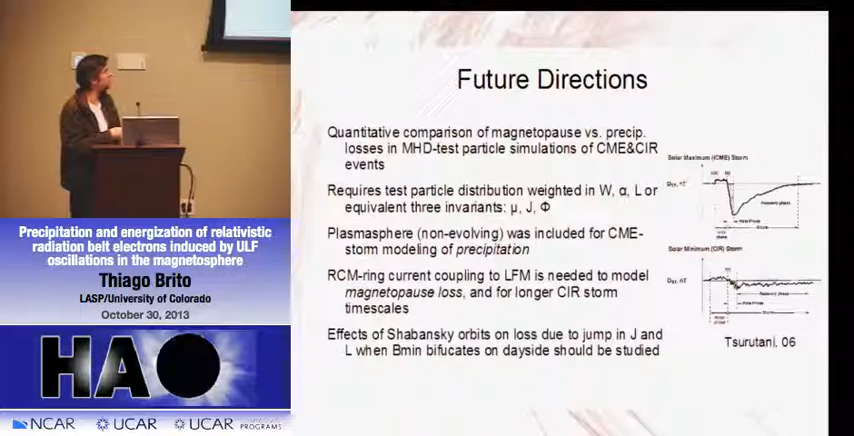 Future Directions
Quantitative comparison of magnetopause vs. precip.
losses in MHD-test particle simulations of CME&CIR
events
Requires test particle distribution weighted in W, α, L or
equivalent three invariants: μ, J, Φ
Plasmasphere (non-evolving) was included for CME-
storm modeling of precipitation
RCM-ring current coupling to LFM is needed to model
magnetopause loss, and for longer CIR storm
timescales
Effects of Shabansky orbits on loss due to jump in J and
L when Bmin bifucates on dayside should be studied
Solar Maximum (ICME) Storm
Solar Minimum (CIR) Storm
Tsurutani, 06
Precipitation and energization of relativistic
radiation belt electrons induced by ULF
oscillations in the magnetosphere
Thiago Brito
LASP/University of Colorado
October 30, 2013
HAO
NCAR
UCAR
UCAR
PROGRAMS